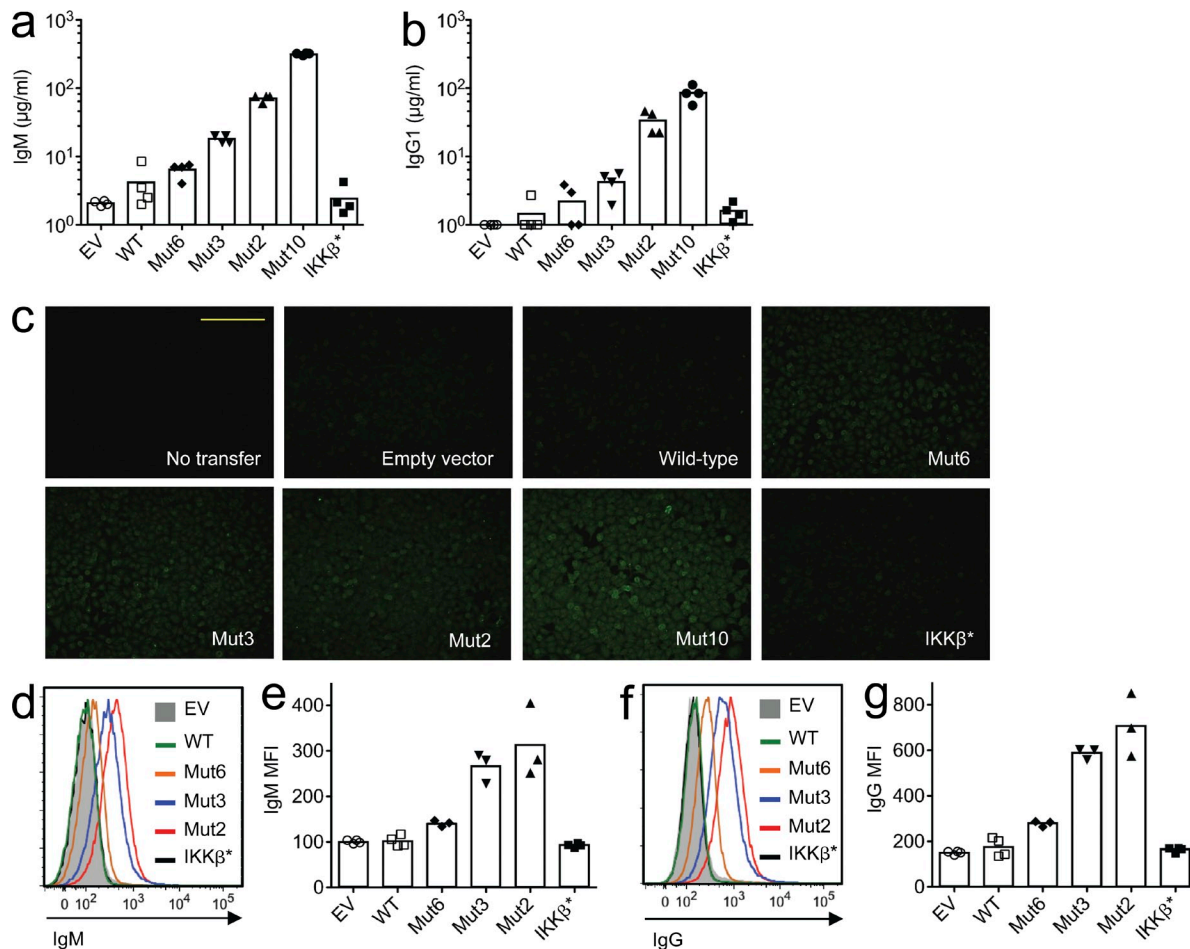 a
IgM (µg/ml)
10³
10²
10¹
10⁰
EV
WT
Mut6
Mut3
Mut2
Mut10
IKKβ*
b
IgG1 (µg/ml)
10³
10²
10¹
10⁰
EV
WT
Mut6
Mut3
Mut2
Mut10
IKKβ*
c
No transfer
Empty vector
Wild-type
Mut6
Mut3
Mut2
Mut10
IKKβ*
d
EV
WT
Mut6
Mut3
Mut2
IKKβ*
0 10² 10³ 10⁴ 10⁵
IgM
e
IgM MFI
400
300
200
100
0
EV
WT
Mut6
Mut3
Mut2
IKKβ*
f
EV
WT
Mut6
Mut3
Mut2
IKKβ*
0 10² 10³ 10⁴ 10⁵
IgG
g
IgG MFI
800
600
400
200
0
EV
WT
Mut6
Mut3
Mut2
IKKβ*